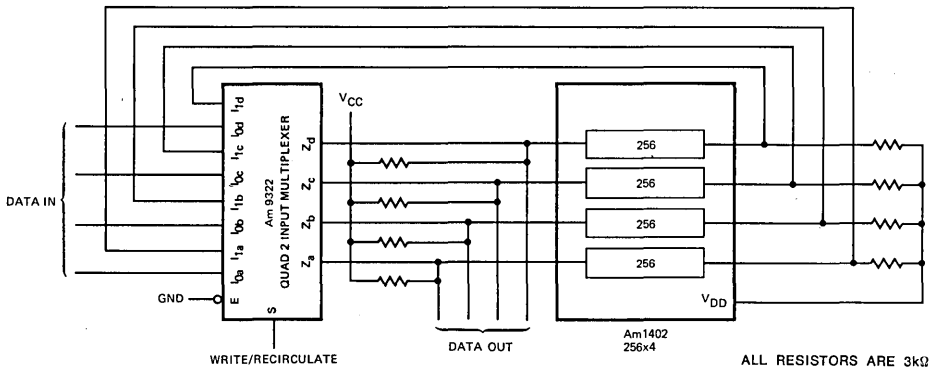 DATA IN
I1d
I0d
I1c
I0c
I1b
I0b
I1a
I0a
E
GND
S
Am 9322
QUAD 2 INPUT MULTIPLEXER
Zd
Zc
Zb
Za
WRITE/RECIRCULATE
VCC
DATA OUT
256
256
256
256
VDD
Am1402
256x4
ALL RESISTORS ARE 3kΩ